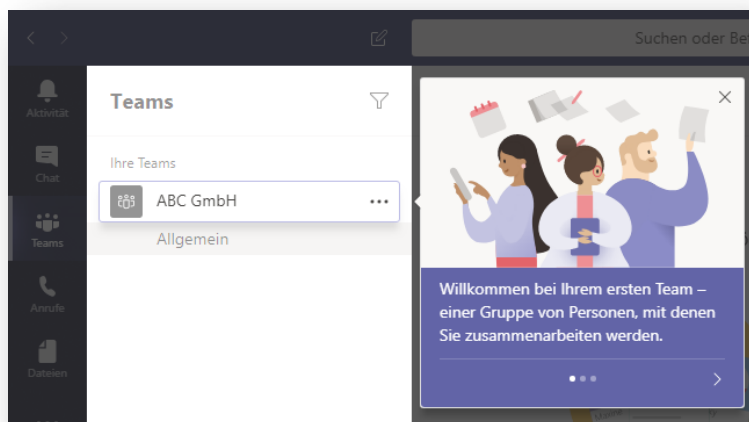 Suchen oder Be
Aktivität
Chat
Teams
Anrufe
Dateien
Teams
Ihre Teams
ABC GmbH
Allgemein
Willkommen bei Ihrem ersten Team –
einer Gruppe von Personen, mit denen
Sie zusammenarbeiten werden.